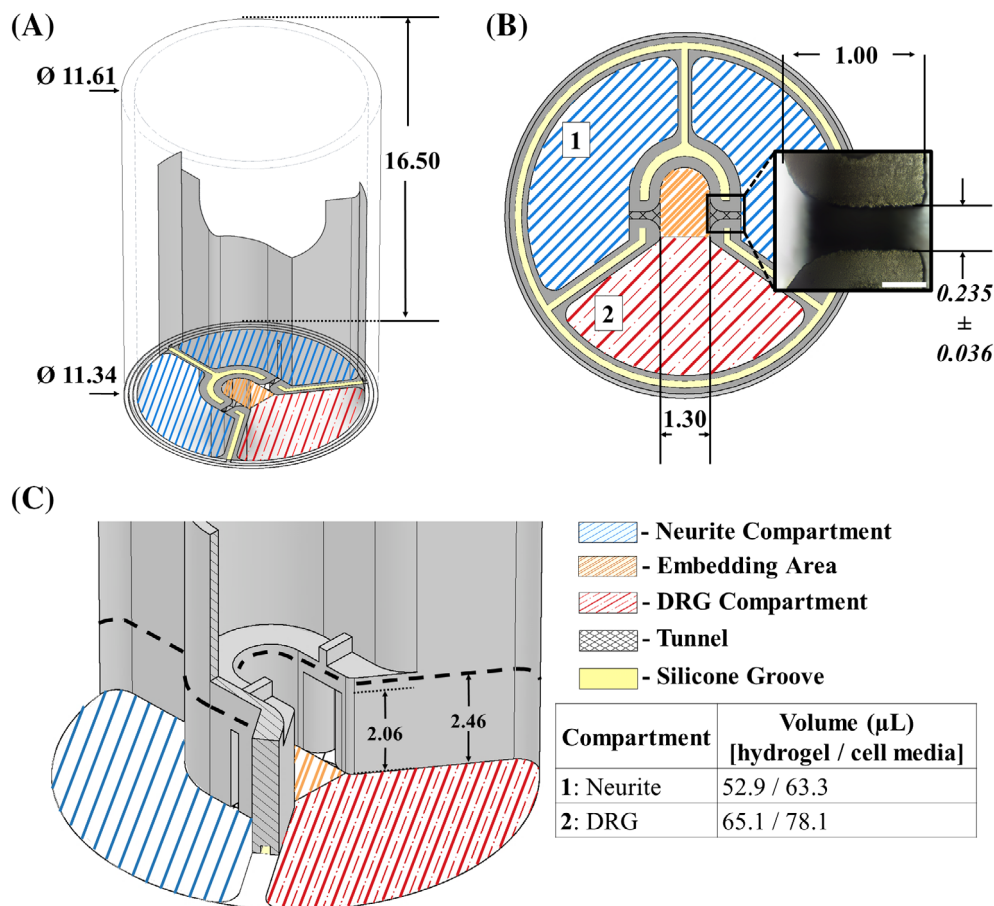 (A)
Ø 11.61
16.50
Ø 11.34
(B)
1.00
1
2
0.235
±
0.036
1.30
(C)
2.06
2.46
- Neurite Compartment
- Embedding Area
- DRG Compartment
- Tunnel
- Silicone Groove
Compartment Volume (µL)
[hydrogel / cell media]
1: Neurite 52.9 / 63.3
2: DRG 65.1 / 78.1